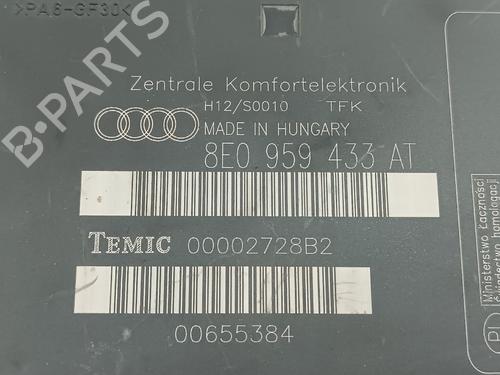 >PA6-GF30<
Zentrale Komfortelektronik
H12/S0010 TFK
MADE IN HUNGARY
8E0 959 433 AT
TEMIC 00002728B2
00655384
B-PARTS
Ministerstwo Łączności
Świadectwo homologacji